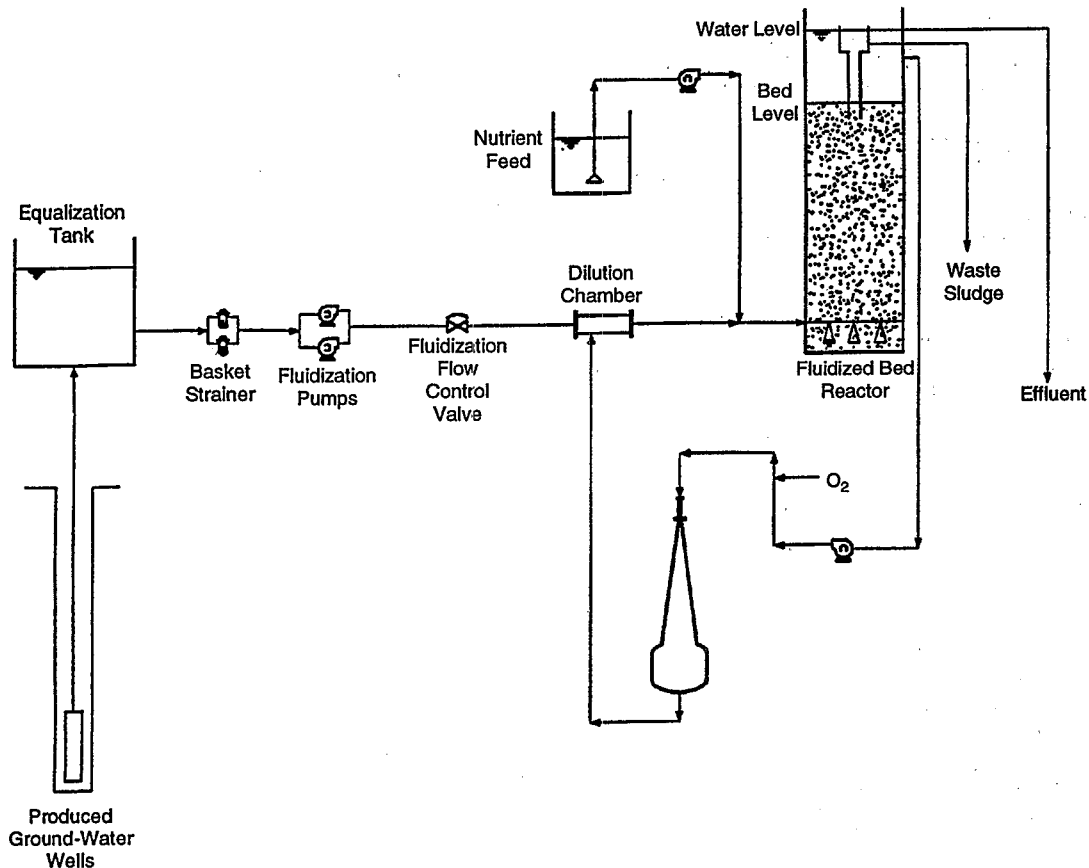 Water Level
Bed
Level
Nutrient
Feed
Equalization
Tank
Dilution
Chamber
Waste
Sludge
Basket
Strainer
Fluidization
Pumps
Fluidization
Flow
Control
Valve
Fluidized Bed
Reactor
Effluent
O₂
Produced
Ground-Water
Wells